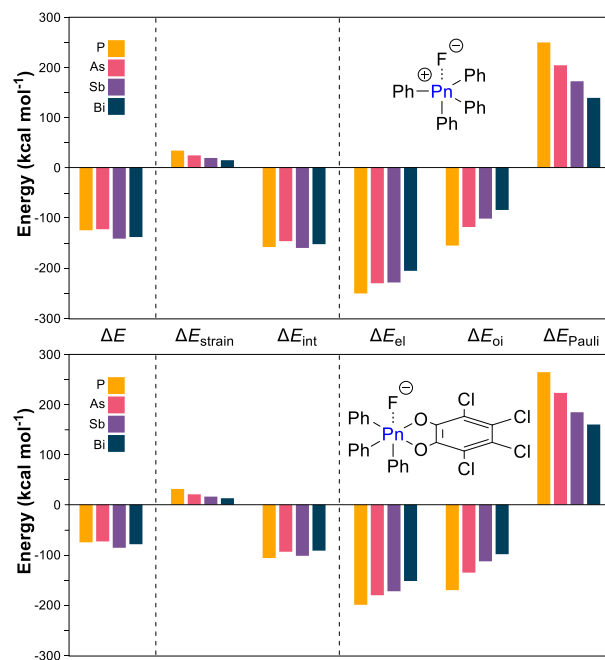 Energy (kcal mol-1)
300
200
100
0
-100
-200
-300
P
As
Sb
Bi
F ⊖
⊕
Ph
Ph Pn
Ph
Ph
ΔE ΔEstrain ΔEint ΔEel ΔEoi ΔEPauli
Energy (kcal mol-1)
300
200
100
0
-100
-200
-300
P
As
Sb
Bi
⊖
F
Cl
Ph O Cl
Pn
Ph O Cl
Ph Cl